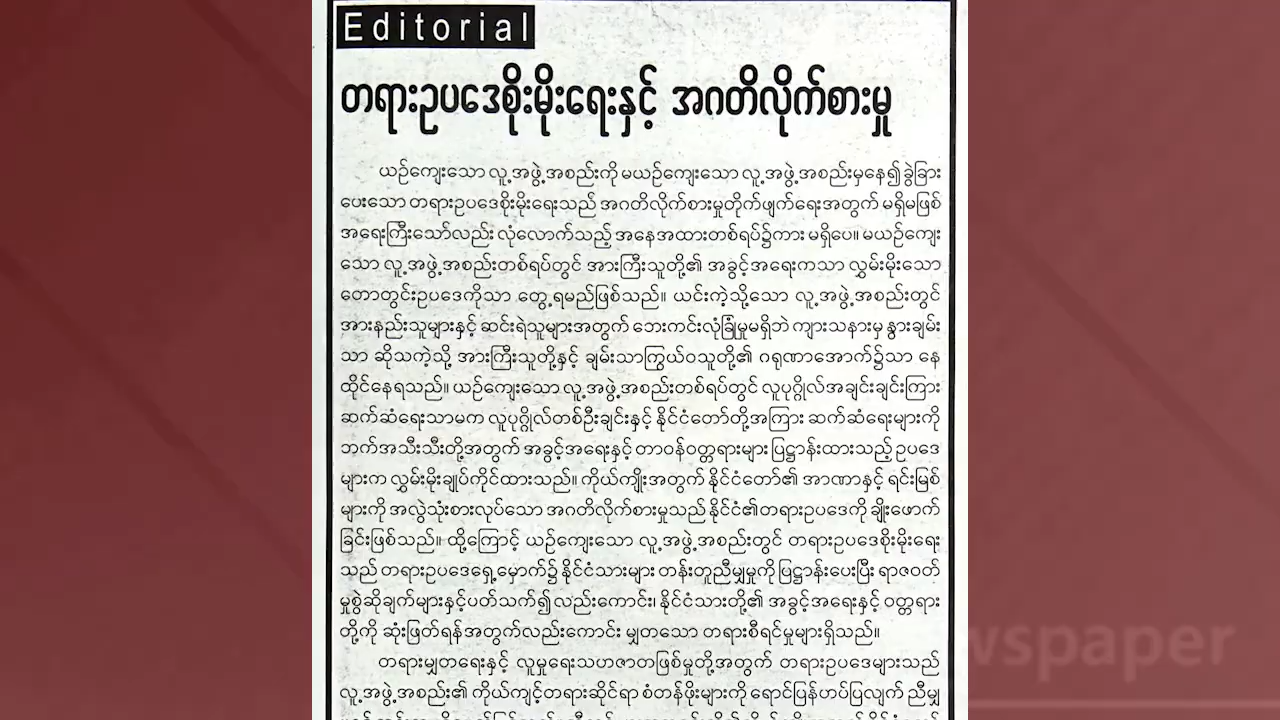 Editorial
တရားဥပဒေစိုးမိုးရေးနှင့် အဂတိလိုက်စားမှု
ယဉ်ကျေးသော လူ့အဖွဲ့အစည်းကို မယဉ်ကျေးသော လူ့အဖွဲ့အစည်းမှနေ၍ ခွဲခြား
ပေးသော တရားဥပဒေစိုးမိုးရေးသည် အဂတိလိုက်စားမှုတိုက်ဖျက်ရေးအတွက် မရှိမဖြစ်
အရေးကြီးသော်လည်း လုံလောက်သည့် အနေအထားတစ်ရပ်၌ကား မရှိပေ။ မယဉ်ကျေး
သော လူ့အဖွဲ့အစည်းတစ်ရပ်တွင် အားကြီးသူတို့၏ အခွင့်အရေးကသာ လွှမ်းမိုးသော
တောတွင်းဥပဒေကိုသာ တွေ့ရမည်ဖြစ်သည်။ ယင်းကဲ့သို့သော လူ့အဖွဲ့အစည်းတွင်
အားနည်းသူများနှင့် ဆင်းရဲသူများအတွက် ဘေးကင်းလုံခြုံမှုမရှိဘဲ ကျားသနားမှ နွားချမ်း
သာ ဆိုသကဲ့သို့ အားကြီးသူတို့နှင့် ချမ်းသာကြွယ်ဝသူတို့၏ ဂရုဏာအောက်၌သာ နေ
ထိုင်နေရသည်။ ယဉ်ကျေးသော လူ့အဖွဲ့အစည်းတစ်ရပ်တွင် လူပုဂ္ဂိုလ်အချင်းချင်းကြား
ဆက်ဆံရေးသာမက လူပုဂ္ဂိုလ်တစ်ဦးချင်းနှင့် နိုင်ငံတော်တို့အကြား ဆက်ဆံရေးများကို
ဘက်အသီးသီးတို့အတွက် အခွင့်အရေးနှင့် တာဝန်ဝတ္တရားများ ပြဋ္ဌာန်းထားသည့် ဥပဒေ
များက လွှမ်းမိုးချုပ်ကိုင်ထားသည်။ ကိုယ်ကျိုးအတွက် နိုင်ငံတော်၏ အာဏာနှင့် ရင်းမြစ်
များကို အလွဲသုံးစားလုပ်သော အဂတိလိုက်စားမှုသည် နိုင်ငံ၏တရားဥပဒေကို ချိုးဖောက်
ခြင်းဖြစ်သည်။ ထို့ကြောင့် ယဉ်ကျေးသော လူ့အဖွဲ့အစည်းတွင် တရားဥပဒေစိုးမိုးရေး
သည် တရားဥပဒေရှေ့မှောက်၌ နိုင်ငံသားများ တန်းတူညီမျှမှုကို ပြဋ္ဌာန်းပေးပြီး ရာဇဝတ်
မှုစွဲဆိုချက်များနှင့်ပတ်သက်၍ လည်းကောင်း၊ နိုင်ငံသားတို့၏ အခွင့်အရေးနှင့် ဝတ္တရား
တို့ကို ဆုံးဖြတ်ရန်အတွက်လည်းကောင်း မျှတသော တရားစီရင်မှုများရှိသည်။
တရားမျှတရေးနှင့် လူမှုရေးသဟဇာတဖြစ်မှုတို့အတွက် တရားဥပဒေများသည်
လူ့အဖွဲ့အစည်း၏ ကိုယ်ကျင့်တရားဆိုင်ရာ စံတန်ဖိုးများကို ရောင်ပြန်ဟပ်ပြလျက် ညီမျှ
wspaper